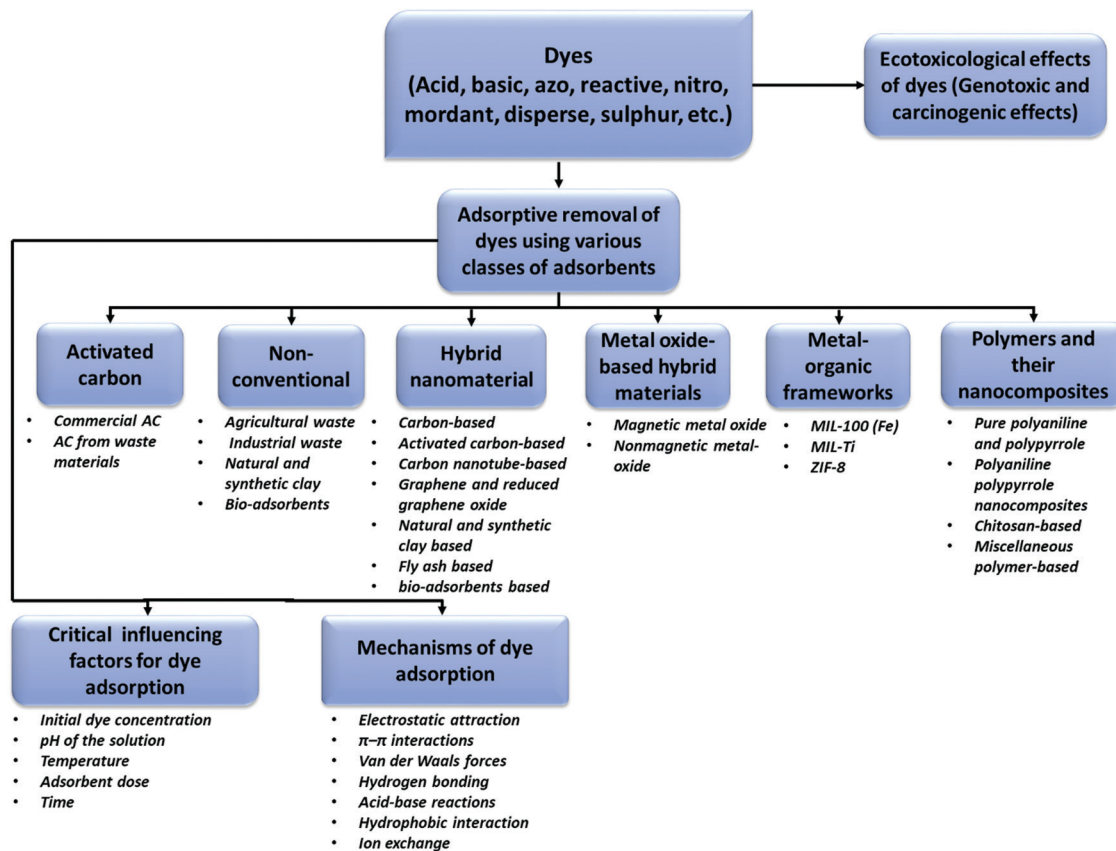 Dyes
(Acid, basic, azo, reactive, nitro,
mordant, disperse, sulphur, etc.)
Ecotoxicological effects
of dyes (Genotoxic and
carcinogenic effects)
Adsorptive removal of
dyes using various
classes of adsorbents
Activated
carbon
• Commercial AC
• AC from waste
materials
Non-
conventional
• Agricultural waste
• Industrial waste
• Natural and
synthetic clay
• Bio-adsorbents
Hybrid
nanomaterial
• Carbon-based
• Activated carbon-based
• Carbon nanotube-based
• Graphene and reduced
graphene oxide
• Natural and synthetic
clay based
• Fly ash based
• bio-adsorbents based
Metal oxide-
based hybrid
materials
• Magnetic metal oxide
• Nonmagnetic metal-
oxide
Metal-
organic
frameworks
• MIL-100 (Fe)
• MIL-Ti
• ZIF-8
Polymers and
their
nanocomposites
• Pure polyaniline
and polypyrrole
• Polyaniline
polypyrrole
nanocomposites
• Chitosan-based
• Miscellaneous
polymer-based
Critical influencing
factors for dye
adsorption
• Initial dye concentration
• pH of the solution
• Temperature
• Adsorbent dose
• Time
Mechanisms of dye
adsorption
• Electrostatic attraction
• π–π interactions
• Van der Waals forces
• Hydrogen bonding
• Acid-base reactions
• Hydrophobic interaction
• Ion exchange